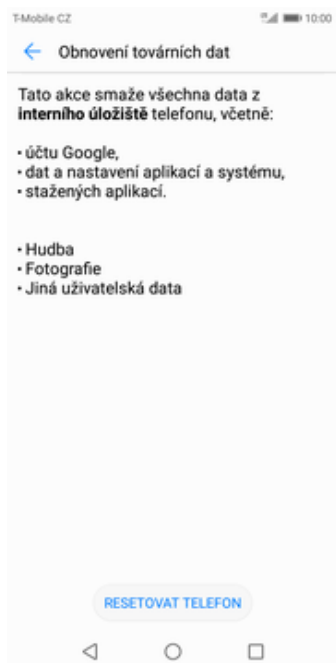 T-Mobile CZ 10:00
Obnovení továrních dat
Tato akce smaže všechna data z
interního úložiště telefonu, včetně:
• účtu Google,
• dat a nastavení aplikací a systému,
• stažených aplikací.
• Hudba
• Fotografie
• Jiná uživatelská data
RESETOVAT TELEFON